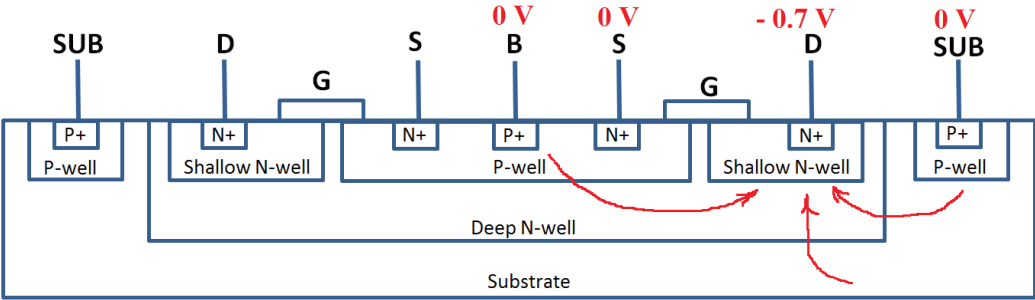 0 V 0 V - 0.7 V 0 V
SUB D S B S D SUB
G G
P+ N+ N+ P+ N+ N+ P+
P-well Shallow N-well P-well Shallow N-well P-well
Deep N-well
Substrate